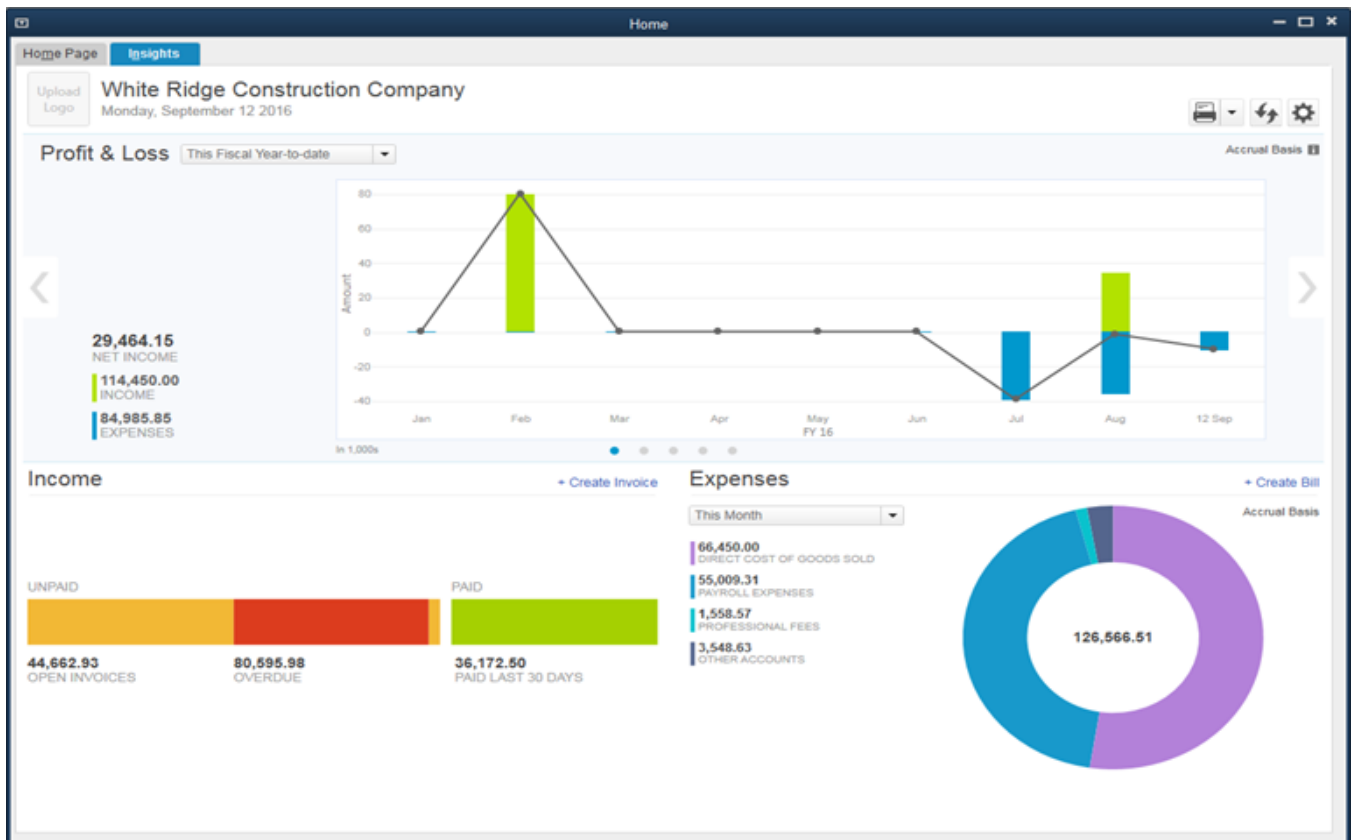 Home
Home Page
Insights
Upload
Logo
White Ridge Construction Company
Monday, September 12 2016
Profit & Loss
This Fiscal Year-to-date
Accrual Basis
29,464.15
NET INCOME
114,450.00
INCOME
84,985.85
EXPENSES
Amount
80
60
40
20
0
-20
-40
Jan Feb Mar Apr May Jun Jul Aug 12 Sep
FY 16
In 1,000s
Income
+ Create Invoice
UNPAID
PAID
44,662.93
OPEN INVOICES
80,595.98
OVERDUE
36,172.50
PAID LAST 30 DAYS
Expenses
+ Create Bill
This Month
Accrual Basis
66,450.00
DIRECT COST OF GOODS SOLD
55,009.31
PAYROLL EXPENSES
1,558.57
PROFESSIONAL FEES
3,548.63
OTHER ACCOUNTS
126,566.51